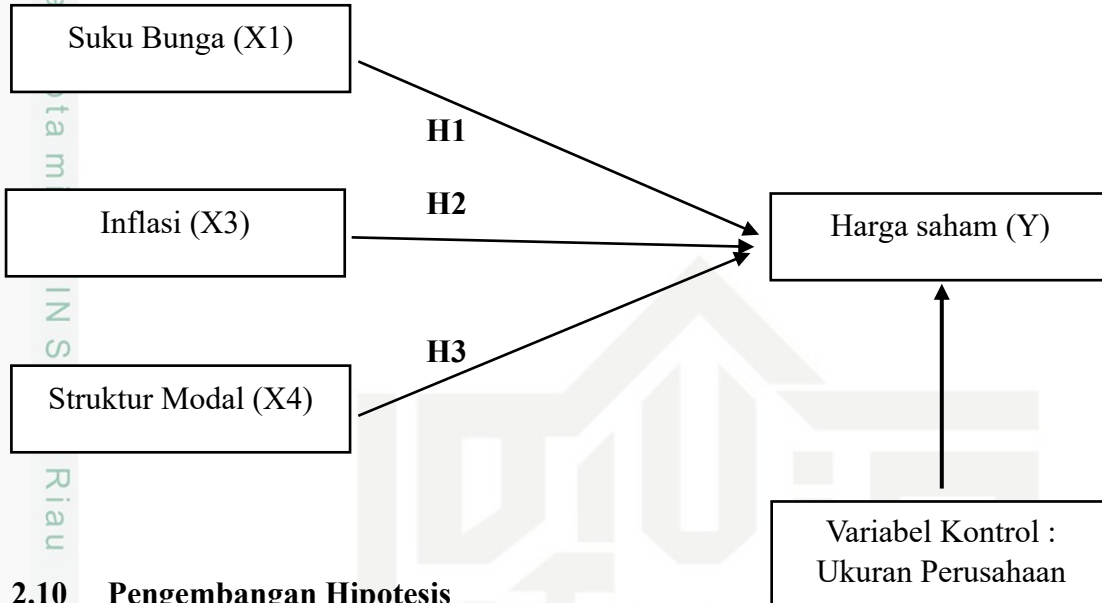 Suku Bunga (X1)
H1
H2
Inflasi (X3)
Harga saham (Y)
H3
Struktur Modal (X4)
Variabel Kontrol :
Ukuran Perusahaan
2.10 Pengembangan Hipotesis
Riau